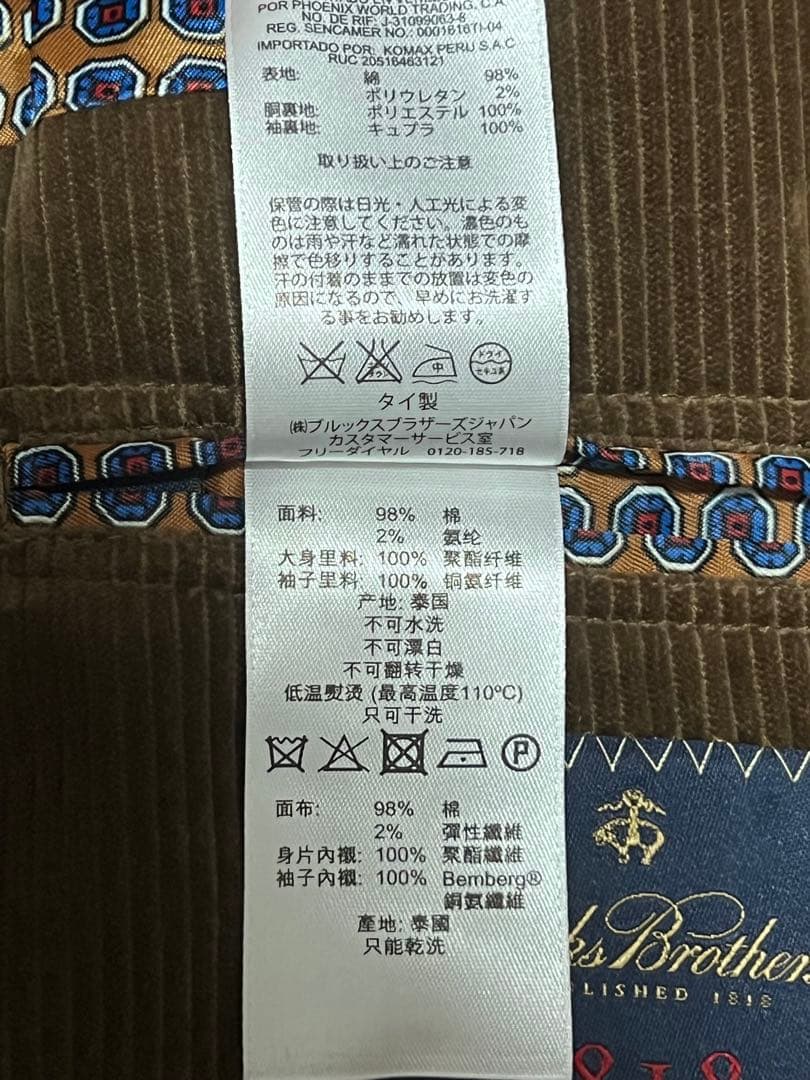 POR PHOENIX WORLD TRADING, C.A.
NO. DE RIF: J-31099063-8
REG. SENCAMER NO.: 0001616TI-04
IMPORTADO POR: KOMAX PERU S.A.C
RUC 20516463121
表地: 綿 98%
ポリウレタン 2%
胴裏地: ポリエステル 100%
袖裏地: キュプラ 100%
取り扱い上のご注意
保管の際は日光・人工光による変
色に注意してください。濃色のも
のは雨や汗など濡れた状態での摩
擦で色移りすることがあります。
汗の付着のままでの放置は変色の
原因になるので、早めにお洗濯す
る事をお勧めします。
中
ドライ
セキユ系
タイ製
(株)ブルックスブラザーズジャパン
カスタマーサービス室
フリーダイヤル 0120-185-718
面料: 98% 棉
2% 氨纶
大身里料: 100% 聚酯纤维
袖子里料: 100% 铜氨纤维
产地: 泰国
不可水洗
不可漂白
不可翻转干燥
低温熨烫 (最高温度110ºC)
只可干洗
P
面布: 98% 棉
2% 彈性纖維
身片內襯: 100% 聚酯纖維
袖子內襯: 100% Bemberg®
銅氨纖維
產地: 泰國
只能乾洗
ks Brothers
LISHED 1818